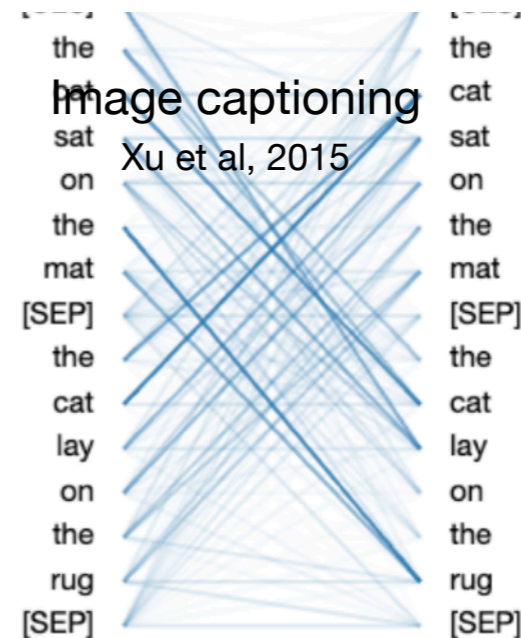 the the
Image captioning cat
sat sat
Xu et al, 2015
on on
the the
mat mat
[SEP] [SEP]
the the
cat cat
lay lay
on on
the the
rug rug
[SEP] [SEP]